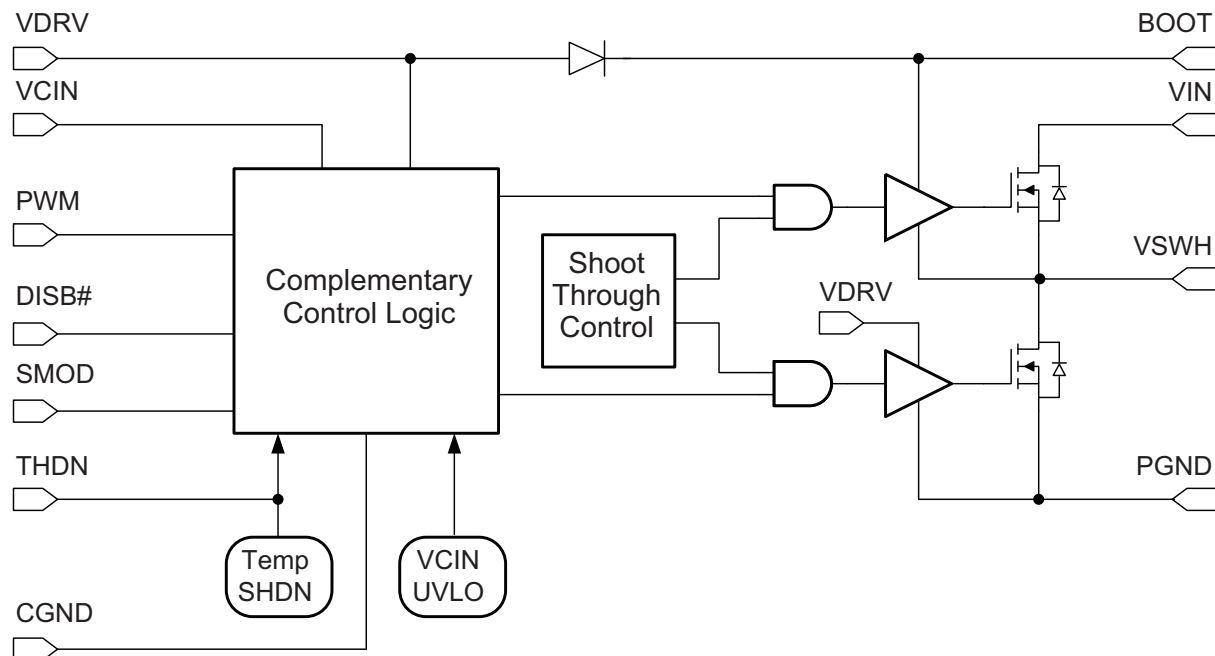 VDRV
BOOT
VCIN
VIN
PWM
Complementary
Control Logic
Shoot
Through
Control
VSWH
DISB#
VDRV
SMOD
THDN
PGND
Temp
SHDN
VCIN
UVLO
CGND